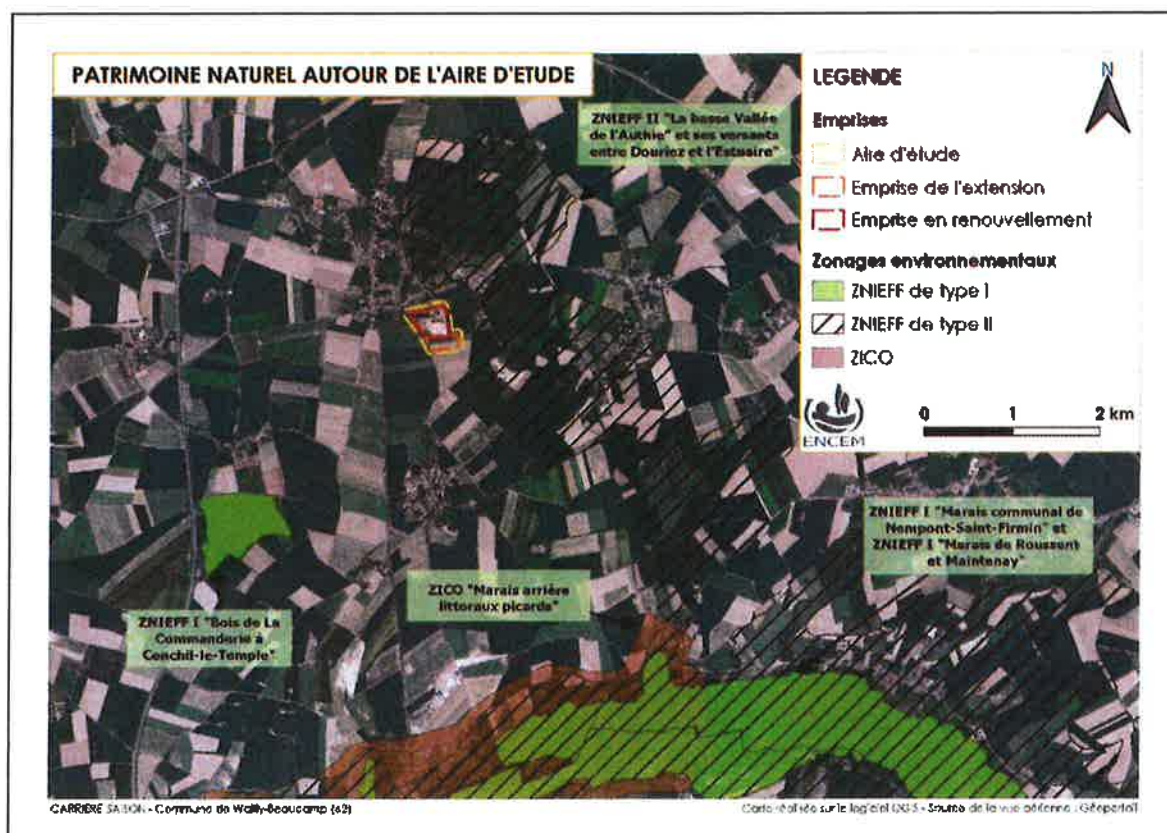 PATRIMOINE NATUREL AUTOUR DE L'AIRE D'ETUDE
ZNIEFF II "La basse Vallée
de l'Authie" et ses versants
entre Douriez et l'Estuaire"
LEGENDE
N
Emprises
Aire d'étude
Emprise de l'extension
Emprise en renouvellement
Zonages environnementaux
ZNIEFF de type I
ZNIEFF de type II
ZICO
ENCEM
0 1 2 km
ZNIEFF I "Marais communal de
Nempont-Saint-Firmin" et
ZNIEFF I "Marais de Roussent
et Maintenay"
ZICO "Marais arrière
littoraux picards"
ZNIEFF I "Bois de La
Commanderie à
Conchil-le-Temple"
CARRIÈRE SAISON - Commune de Wailly-Beaucamp (62)
Carte réalisée sur le logiciel QGIS - Source de la vue aérienne : Géoportail